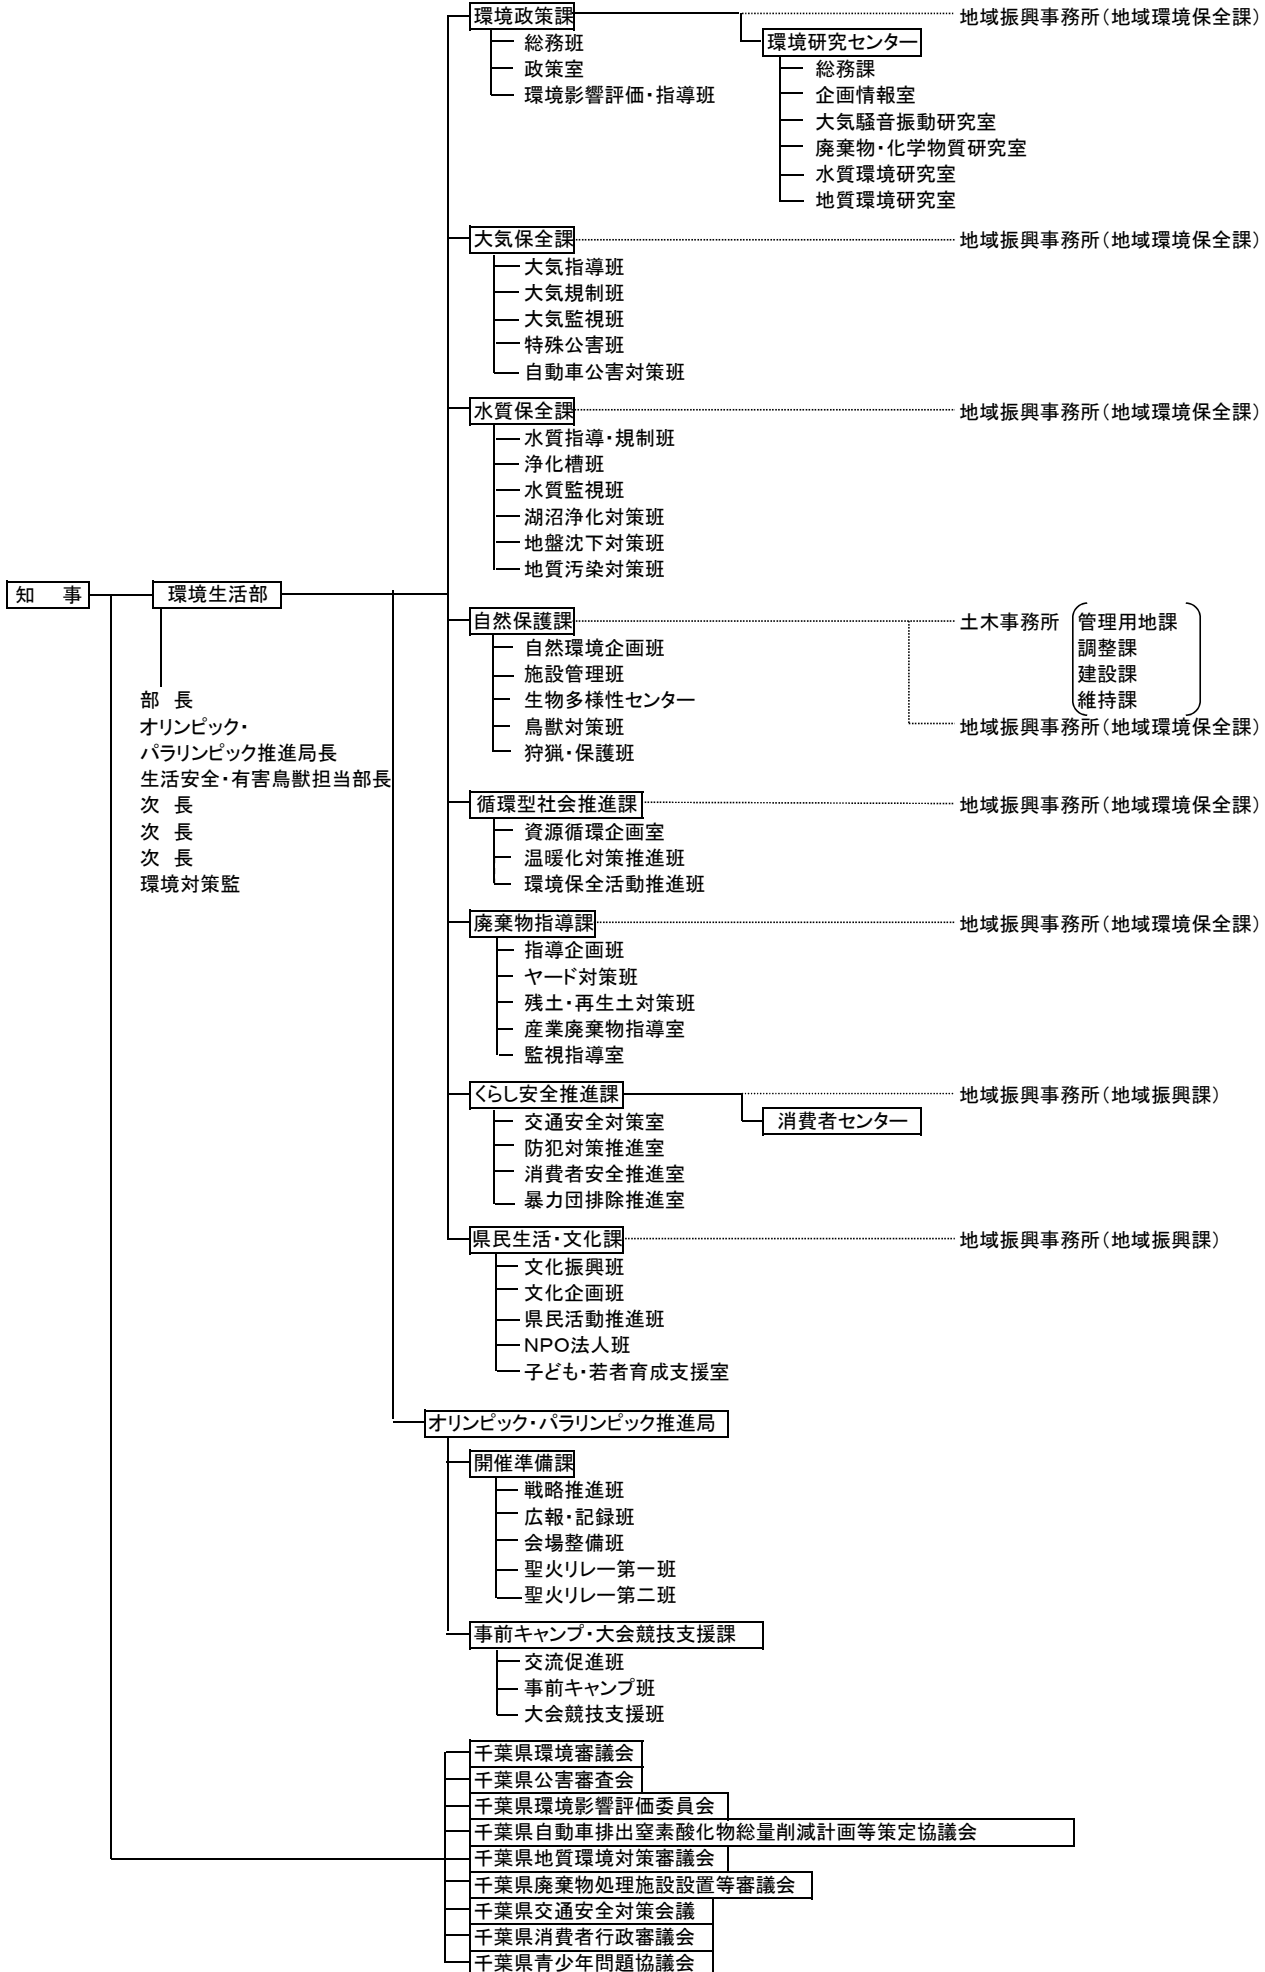 環境政策課 地域振興事務所(地域環境保全課)
総務班 環境研究センター
政策室 総務課
環境影響評価・指導班 企画情報室
大気騒音振動研究室
廃棄物・化学物質研究室
水質環境研究室
地質環境研究室
大気保全課 地域振興事務所(地域環境保全課)
大気指導班
大気規制班
大気監視班
特殊公害班
自動車公害対策班
水質保全課 地域振興事務所(地域環境保全課)
水質指導・規制班
浄化槽班
水質監視班
湖沼浄化対策班
地盤沈下対策班
地質汚染対策班
知 事 環境生活部
自然保護課 土木事務所 管理用地課
自然環境企画班 調整課
施設管理班 建設課
部 長 生物多様性センター 維持課
オリンピック・ 鳥獣対策班 地域振興事務所(地域環境保全課)
パラリンピック推進局長 狩猟・保護班
生活安全・有害鳥獣担当部長
次 長 循環型社会推進課 地域振興事務所(地域環境保全課)
次 長 資源循環企画室
次 長 温暖化対策推進班
環境対策監 環境保全活動推進班
廃棄物指導課 地域振興事務所(地域環境保全課)
指導企画班
ヤード対策班
残土・再生土対策班
産業廃棄物指導室
監視指導室
くらし安全推進課 地域振興事務所(地域振興課)
交通安全対策室 消費者センター
防犯対策推進室
消費者安全推進室
暴力団排除推進室
県民生活・文化課 地域振興事務所(地域振興課)
文化振興班
文化企画班
県民活動推進班
NPO法人班
子ども・若者育成支援室
オリンピック・パラリンピック推進局
開催準備課
戦略推進班
広報・記録班
会場整備班
聖火リレー第一班
聖火リレー第二班
事前キャンプ・大会競技支援課
交流促進班
事前キャンプ班
大会競技支援班
千葉県環境審議会
千葉県公害審査会
千葉県環境影響評価委員会
千葉県自動車排出窒素酸化物総量削減計画等策定協議会
千葉県地質環境対策審議会
千葉県廃棄物処理施設設置等審議会
千葉県交通安全対策会議
千葉県消費者行政審議会
千葉県青少年問題協議会